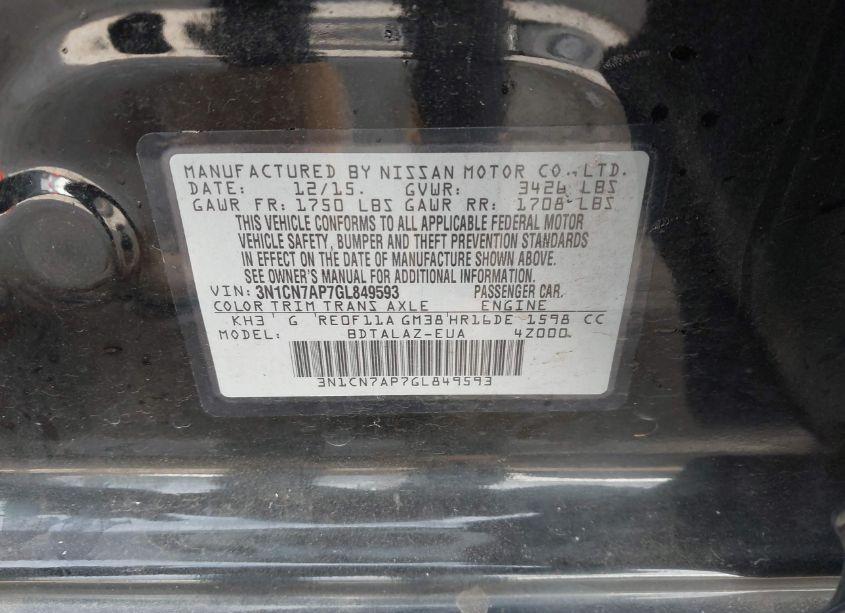 MANUFACTURED BY NISSAN MOTOR CO.,LTD.
DATE: 12/15. GVWR: 3426 LBS
GAWR FR: 1750 LBS GAWR RR: 1708 LBS
THIS VEHICLE CONFORMS TO ALL APPLICABLE FEDERAL MOTOR
VEHICLE SAFETY, BUMPER AND THEFT PREVENTION STANDARDS
IN EFFECT ON THE DATE OF MANUFACTURE SHOWN ABOVE.
SEE OWNER'S MANUAL FOR ADDITIONAL INFORMATION.
VIN: 3N1CN7AP7GL849593 PASSENGER CAR.
COLOR TRIM TRANS AXLE ENGINE
KH3 ' G 'RE0F11A GM38'HR16DE 1598 CC
MODEL: BDTALAZ-EUA 4Z000
3N1CN7AP7GL849593